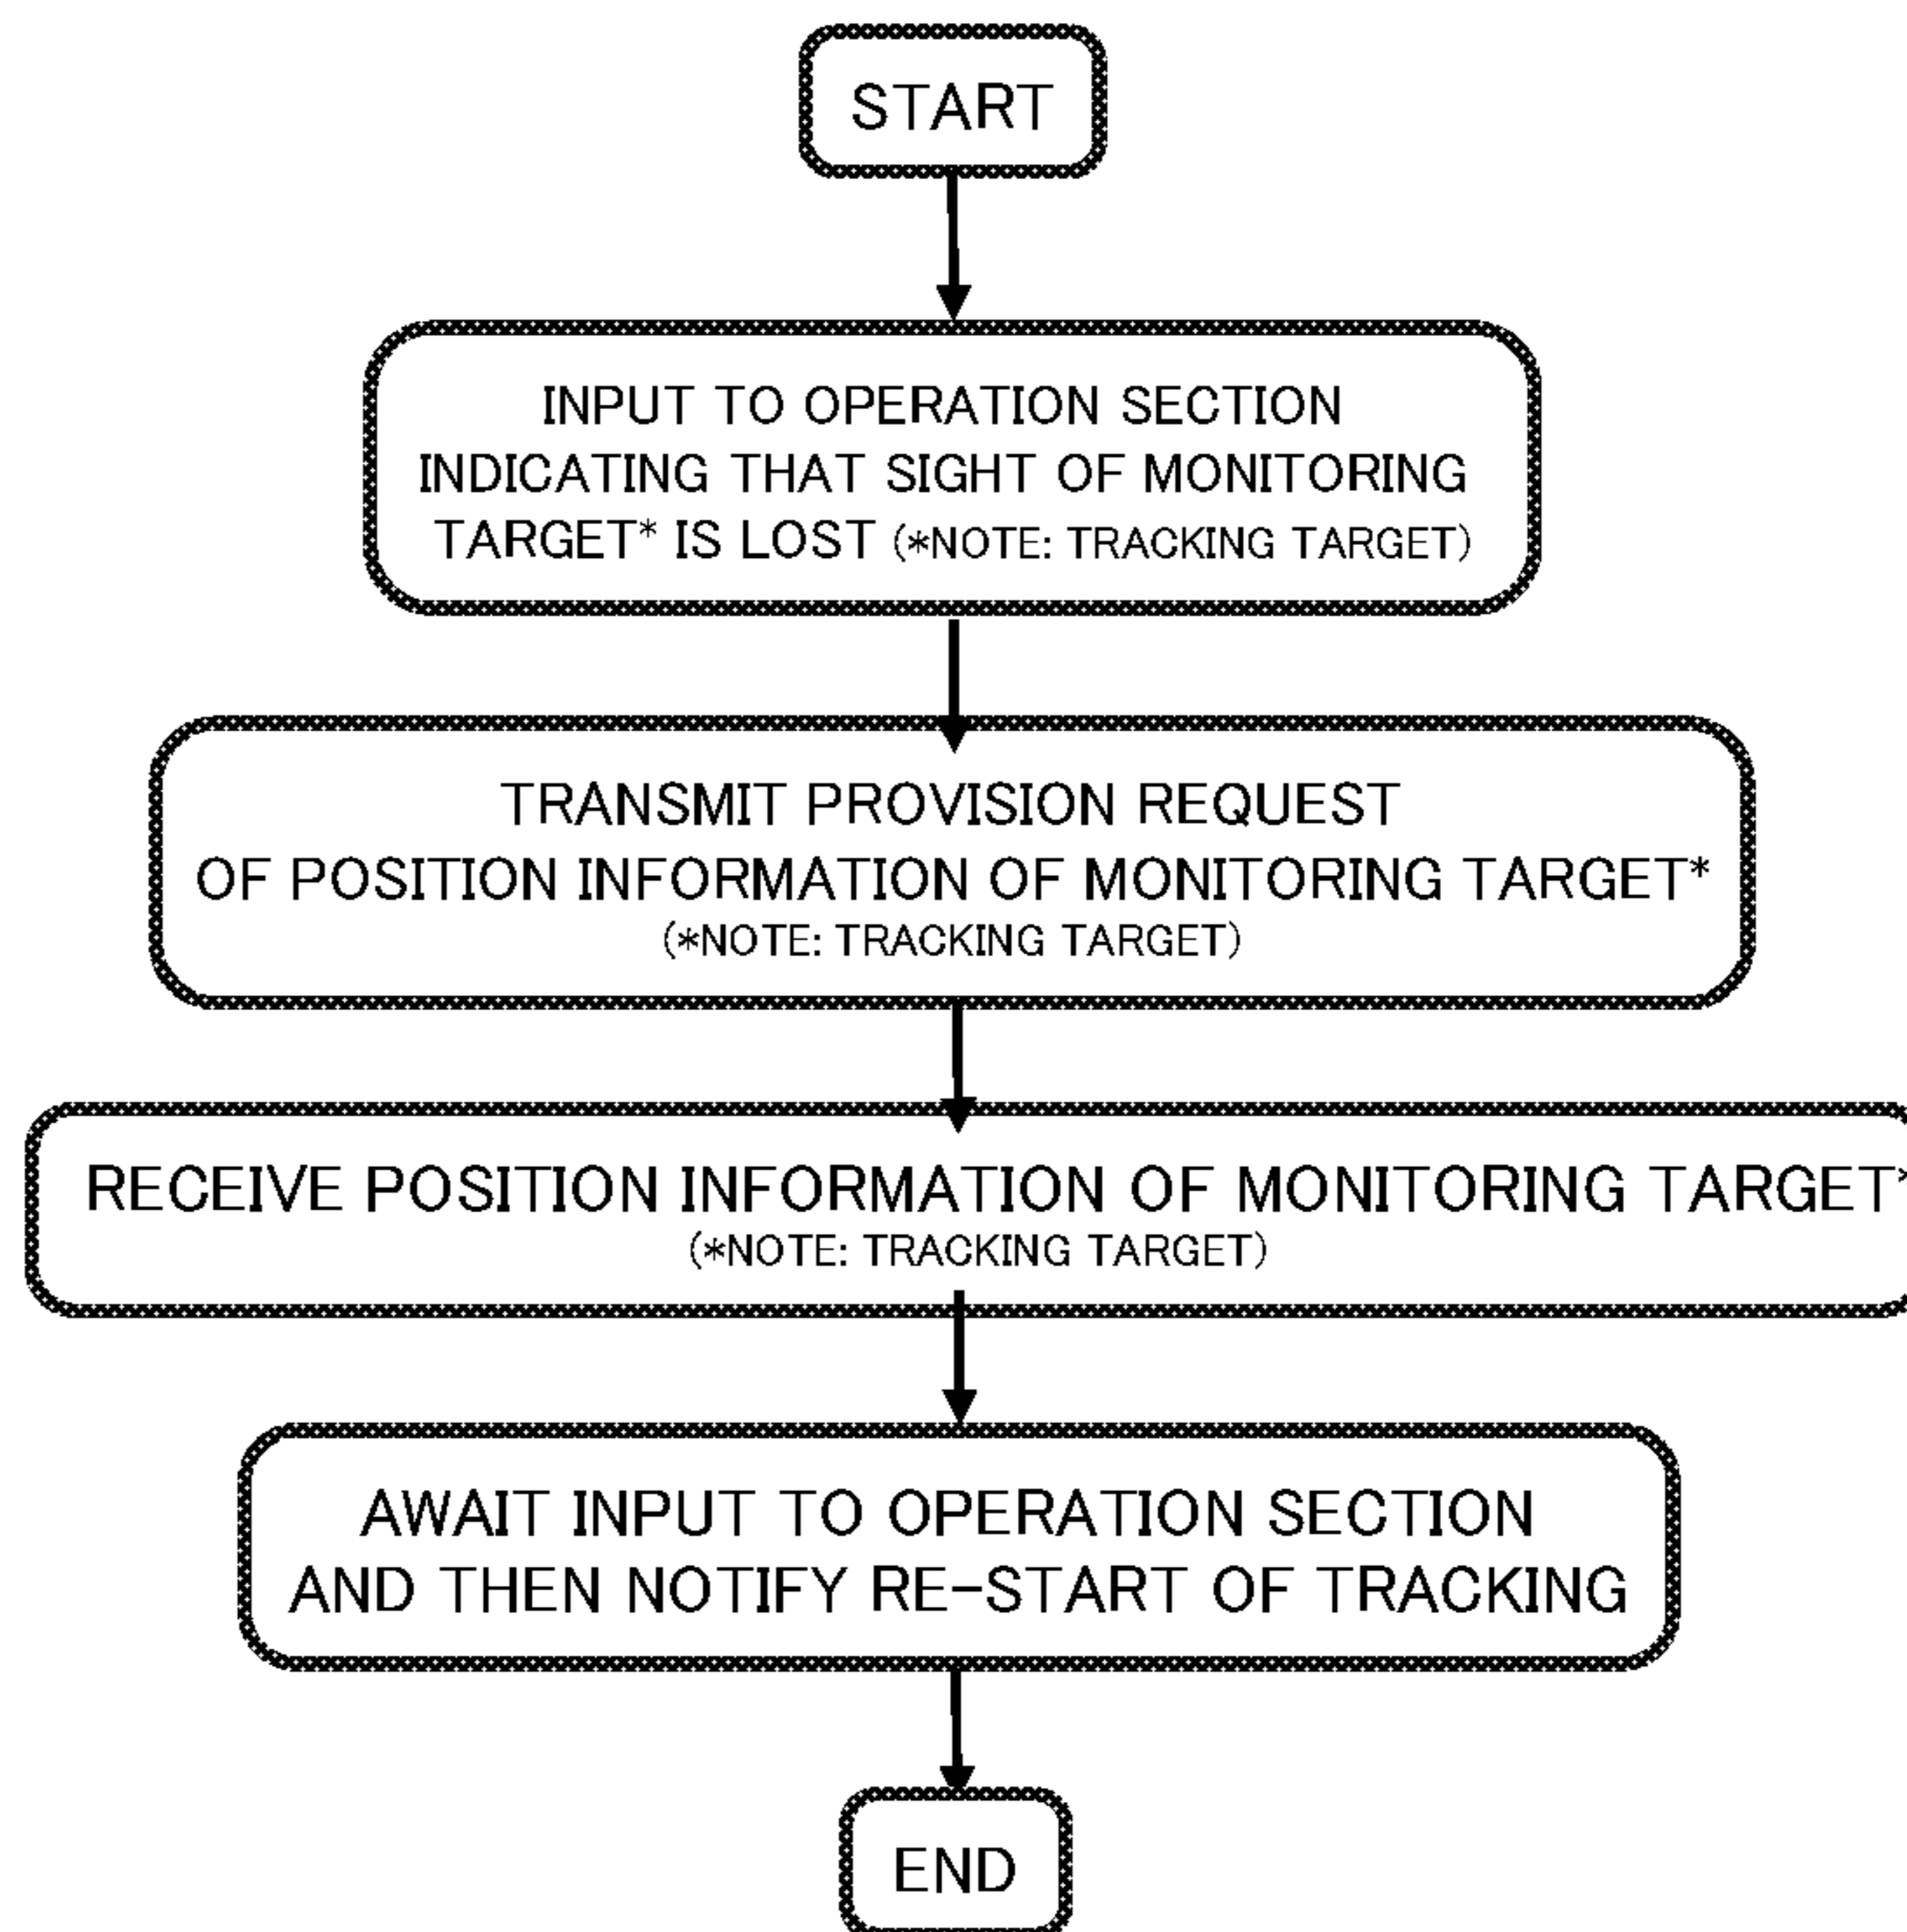 START
INPUT TO OPERATION SECTION
INDICATING THAT SIGHT OF MONITORING
TARGET* IS LOST (*NOTE: TRACKING TARGET)
TRANSMIT PROVISION REQUEST
OF POSITION INFORMATION OF MONITORING TARGET*
(*NOTE: TRACKING TARGET)
RECEIVE POSITION INFORMATION OF MONITORING TARGET*
(*NOTE: TRACKING TARGET)
AWAIT INPUT TO OPERATION SECTION
AND THEN NOTIFY RE-START OF TRACKING
END